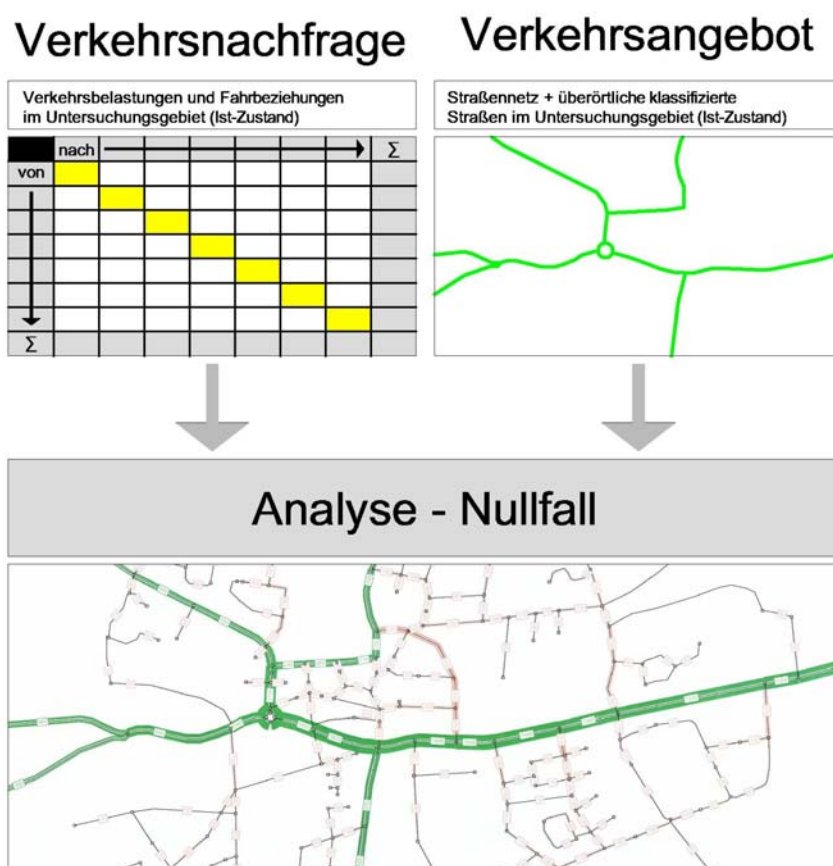 Verkehrsnachfrage
Verkehrsangebot
Verkehrsbelastungen und Fahrbeziehungen
im Untersuchungsgebiet (Ist-Zustand)
Straßennetz + überörtliche klassifizierte
Straßen im Untersuchungsgebiet (Ist-Zustand)
nach
Σ
von
Σ
Analyse - Nullfall